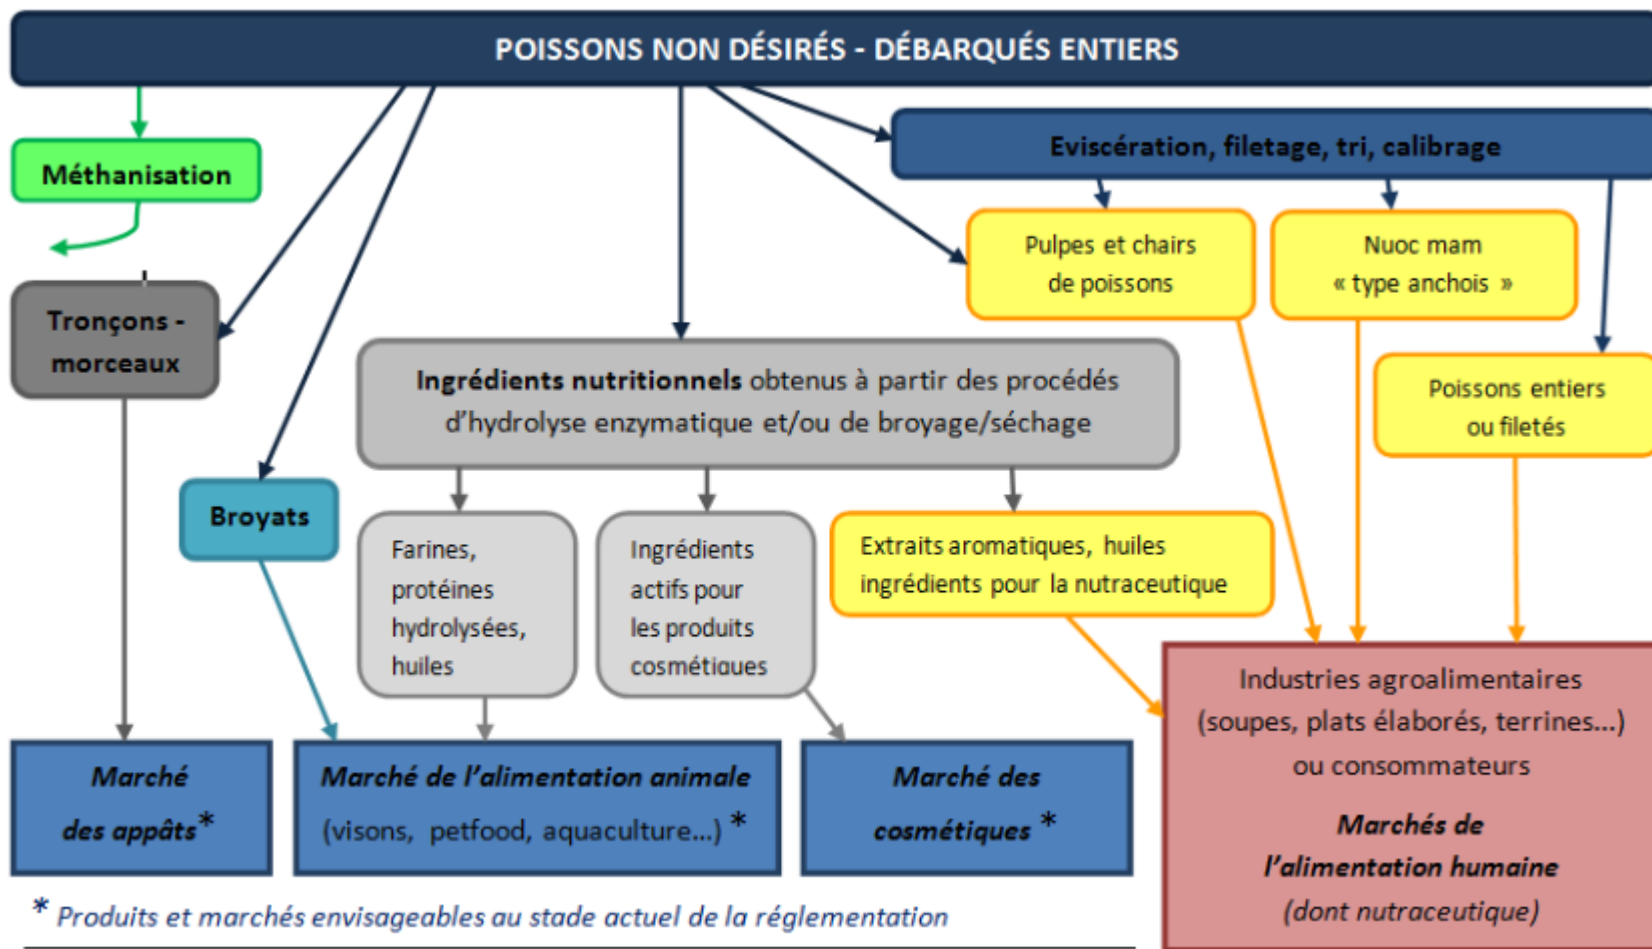 POISSONS NON DÉSIRÉS - DÉBARQUÉS ENTIERS
Eviscération, filetage, tri, calibrage
Méthanisation
Pulpes et chairs
de poissons
Nuoc mam
« type anchois »
Tronçons -
morceaux
Ingrédients nutritionnels obtenus à partir des procédés
d'hydrolyse enzymatique et/ou de broyage/séchage
Poissons entiers
ou filetés
Broyats
Farines,
protéines
hydrolysées,
huiles
Ingrédients
actifs pour
les produits
cosmétiques
Extraits aromatiques, huiles
ingrédients pour la nutraceutique
Marché
des appâts*
Marché de l'alimentation animale
(visons, petfood, aquaculture...) *
Marché des
cosmétiques *
Industries agroalimentaires
(soupes, plats élaborés, terrines...)
ou consommateurs
Marchés de
l'alimentation humaine
(dont nutraceutique)
* Produits et marchés envisageables au stade actuel de la réglementation